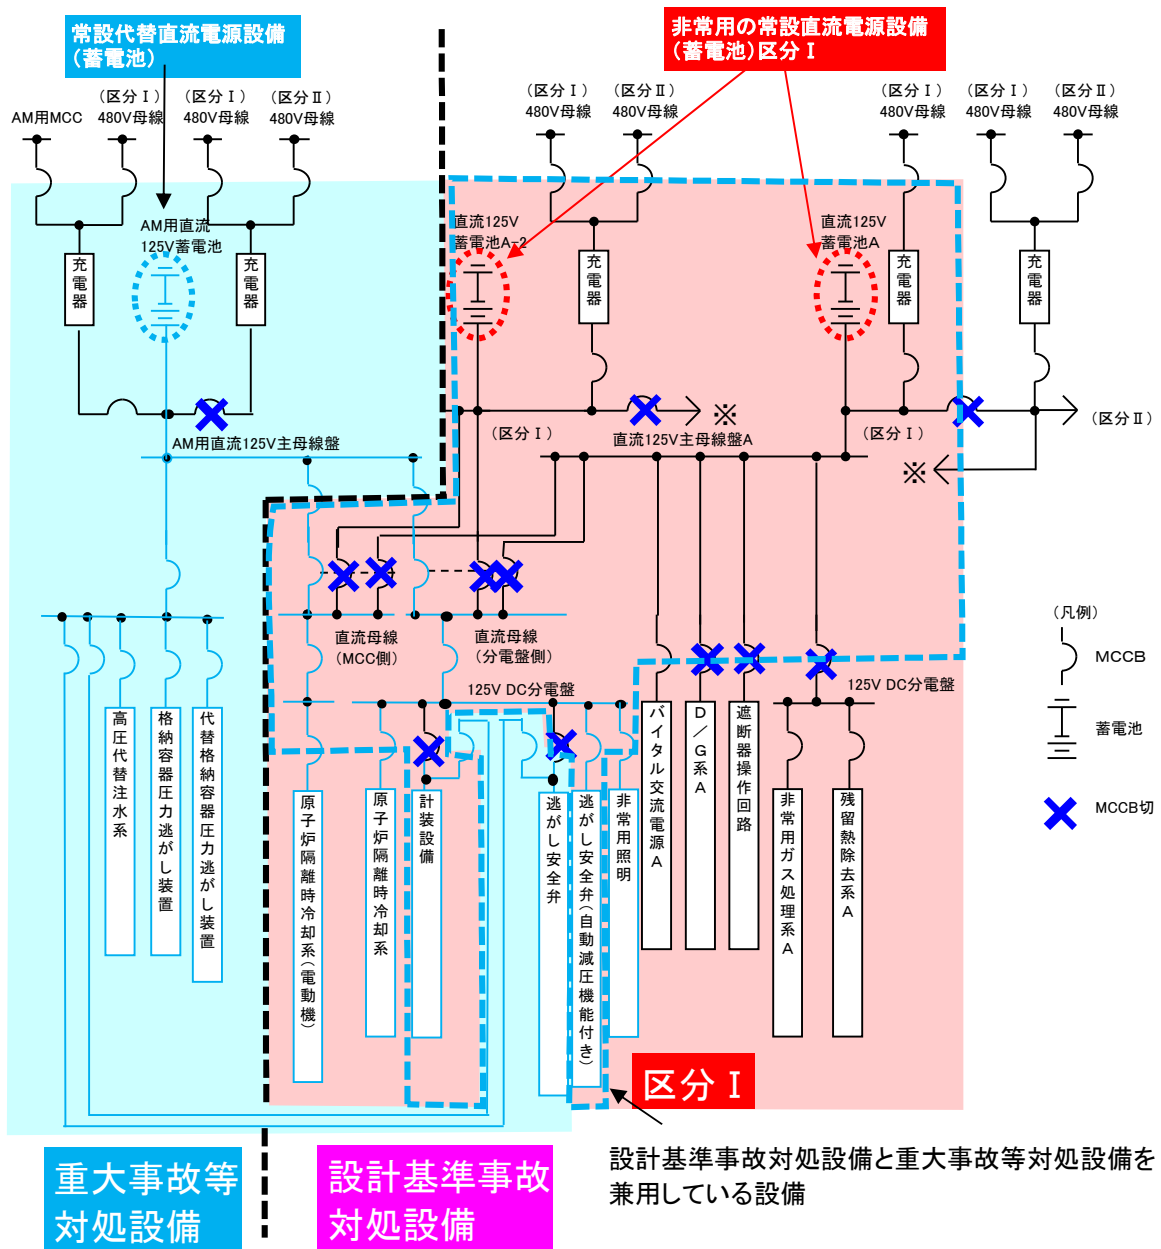 常設代替直流電源設備
(蓄電池)
非常用の常設直流電源設備
(蓄電池)区分Ⅰ
AM用MCC
(区分Ⅰ)
480V母線
(区分Ⅰ)
480V母線
(区分Ⅱ)
480V母線
(区分Ⅰ)
480V母線
(区分Ⅱ)
480V母線
(区分Ⅰ)
480V母線
(区分Ⅰ)
480V母線
(区分Ⅱ)
480V母線
AM用直流
125V蓄電池
直流125V
蓄電池A-2
直流125V
蓄電池A
充電器
充電器
充電器
充電器
充電器
※
(区分Ⅰ)
(区分Ⅰ)
(区分Ⅱ)
AM用直流125V主母線盤
直流125V主母線盤A
※
直流母線
(MCC側)
直流母線
(分電盤側)
125V DC分電盤
125V DC分電盤
(凡例)
MCCB
蓄電池
MCCB切
高圧代替注水系
格納容器圧力逃がし装置
代替格納容器圧力逃がし装置
原子炉隔離時冷却系(電動機)
原子炉隔離時冷却系
計装設備
逃がし安全弁
逃がし安全弁(自動減圧機能付き)
非常用照明
バイタル交流電源A
D/G系A
遮断器操作回路
非常用ガス処理系A
残留熱除去系A
区分Ⅰ
重大事故等
対処設備
設計基準事故
対処設備
設計基準事故対処設備と重大事故等対処設備を
兼用している設備